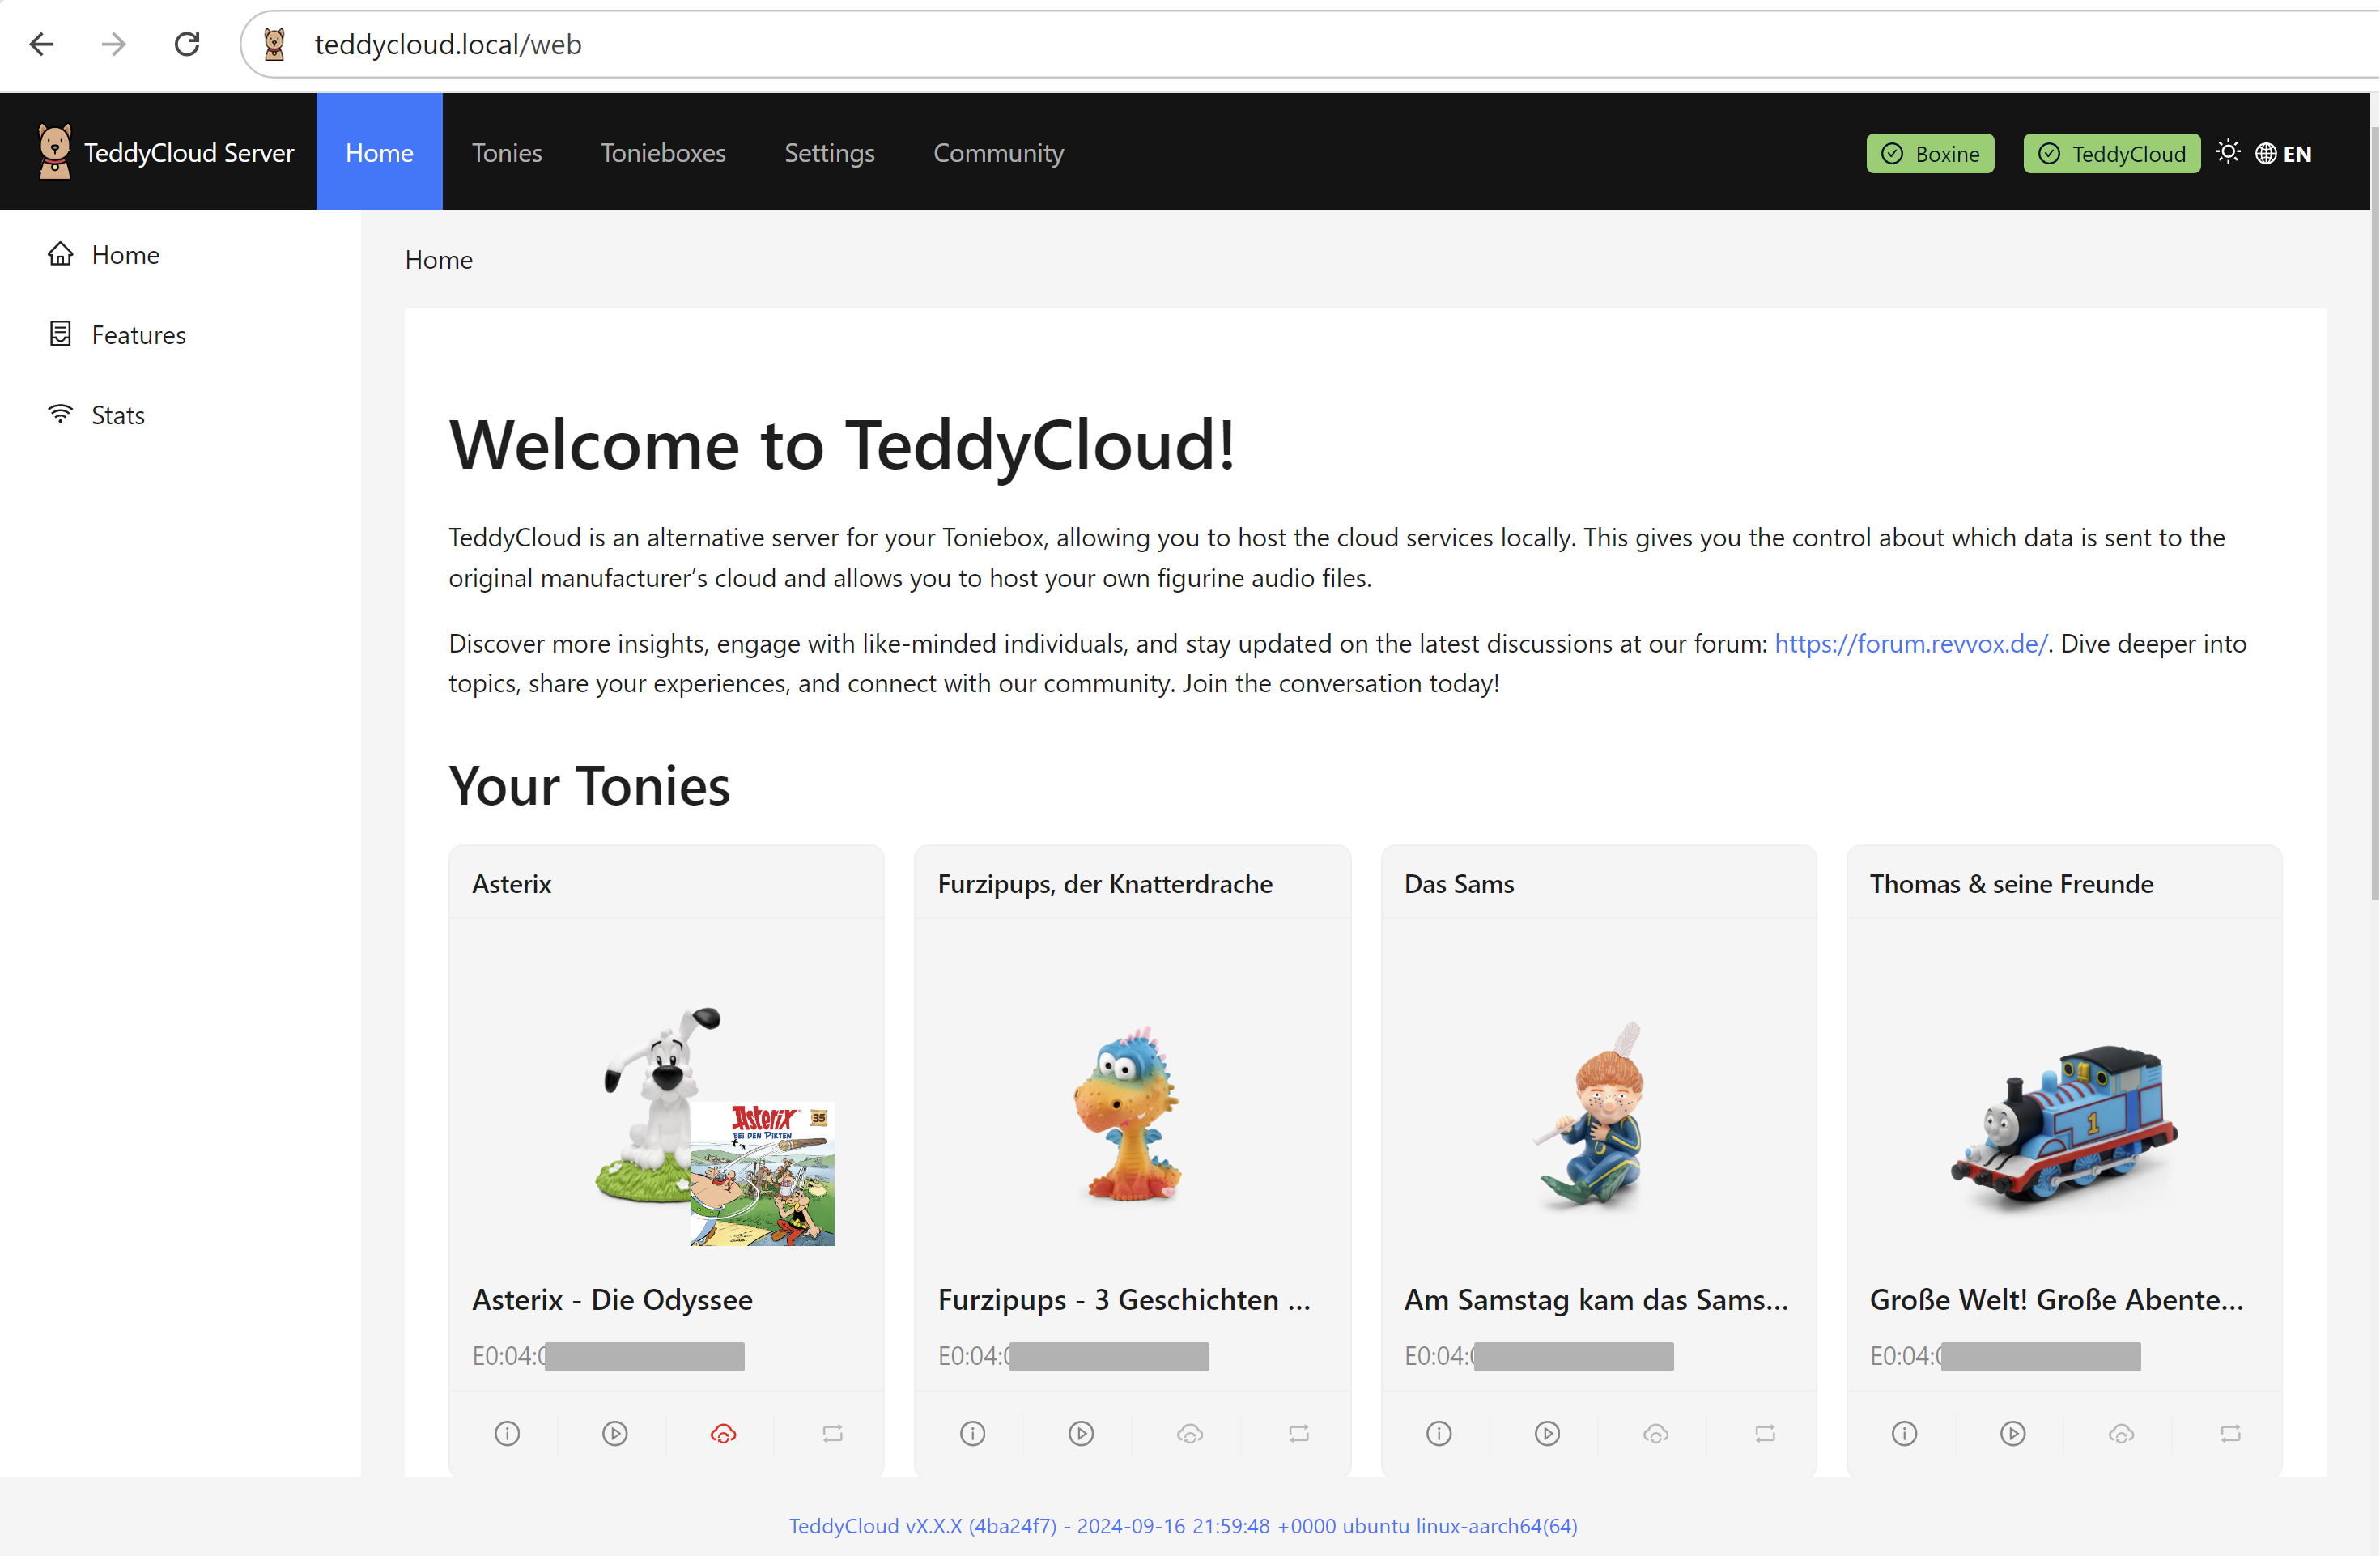 teddycloud.local/web
TeddyCloud Server Home Tonies Tonieboxes Settings Community Boxine TeddyCloud EN
Home
Features
Stats
Home
Welcome to TeddyCloud!
TeddyCloud is an alternative server for your Toniebox, allowing you to host the cloud services locally. This gives you the control about which data is sent to the
original manufacturer’s cloud and allows you to host your own figurine audio files.
Discover more insights, engage with like-minded individuals, and stay updated on the latest discussions at our forum: https://forum.revvox.de/. Dive deeper into
topics, share your experiences, and connect with our community. Join the conversation today!
Your Tonies
Asterix
Asterix
35
BEI DEN PIKTEN
Asterix - Die Odyssee
E0:04:0
Furzipups, der Knatterdrache
Furzipups - 3 Geschichten ...
E0:04:0
Das Sams
Am Samstag kam das Sams...
E0:04:0
Thomas & seine Freunde
1
Große Welt! Große Abente...
E0:04:0
TeddyCloud vX.X.X (4ba24f7) - 2024-09-16 21:59:48 +0000 ubuntu linux-aarch64(64)